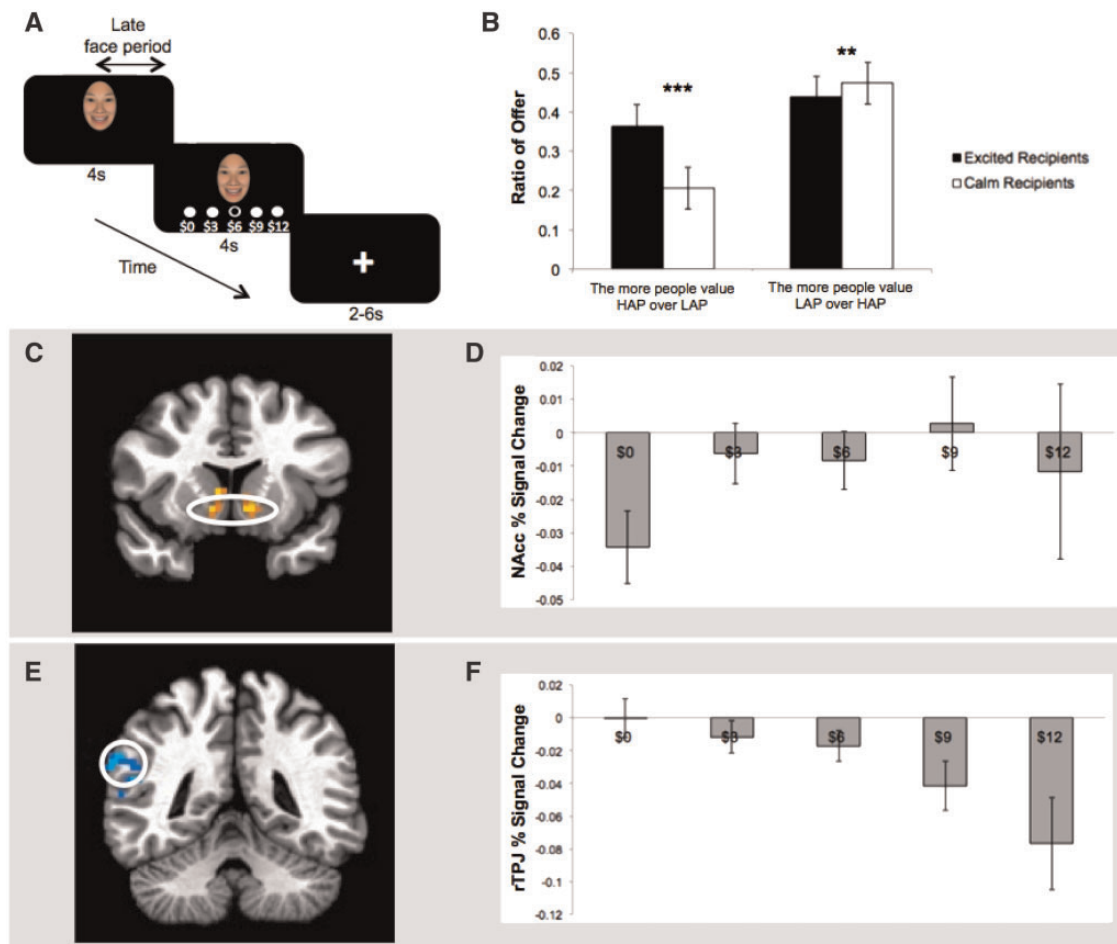 A
Late
face period
4s
$0 $3 $6 $9 $12
4s
Time
2-6s
B
0.6
0.5
0.4
0.3
0.2
0.1
0
Ratio of Offer
***
**
The more people value
HAP over LAP
The more people value
LAP over HAP
Excited Recipients
Calm Recipients
C
D
0.02
0.01
0
-0.01
-0.02
-0.03
-0.04
-0.05
NAcc % Signal Change
$0 $3 $6 $9 $12
E
F
0.02
0
-0.02
-0.04
-0.06
-0.08
-0.1
-0.12
rTPJ % Signal Change
$0 $3 $6 $9 $12